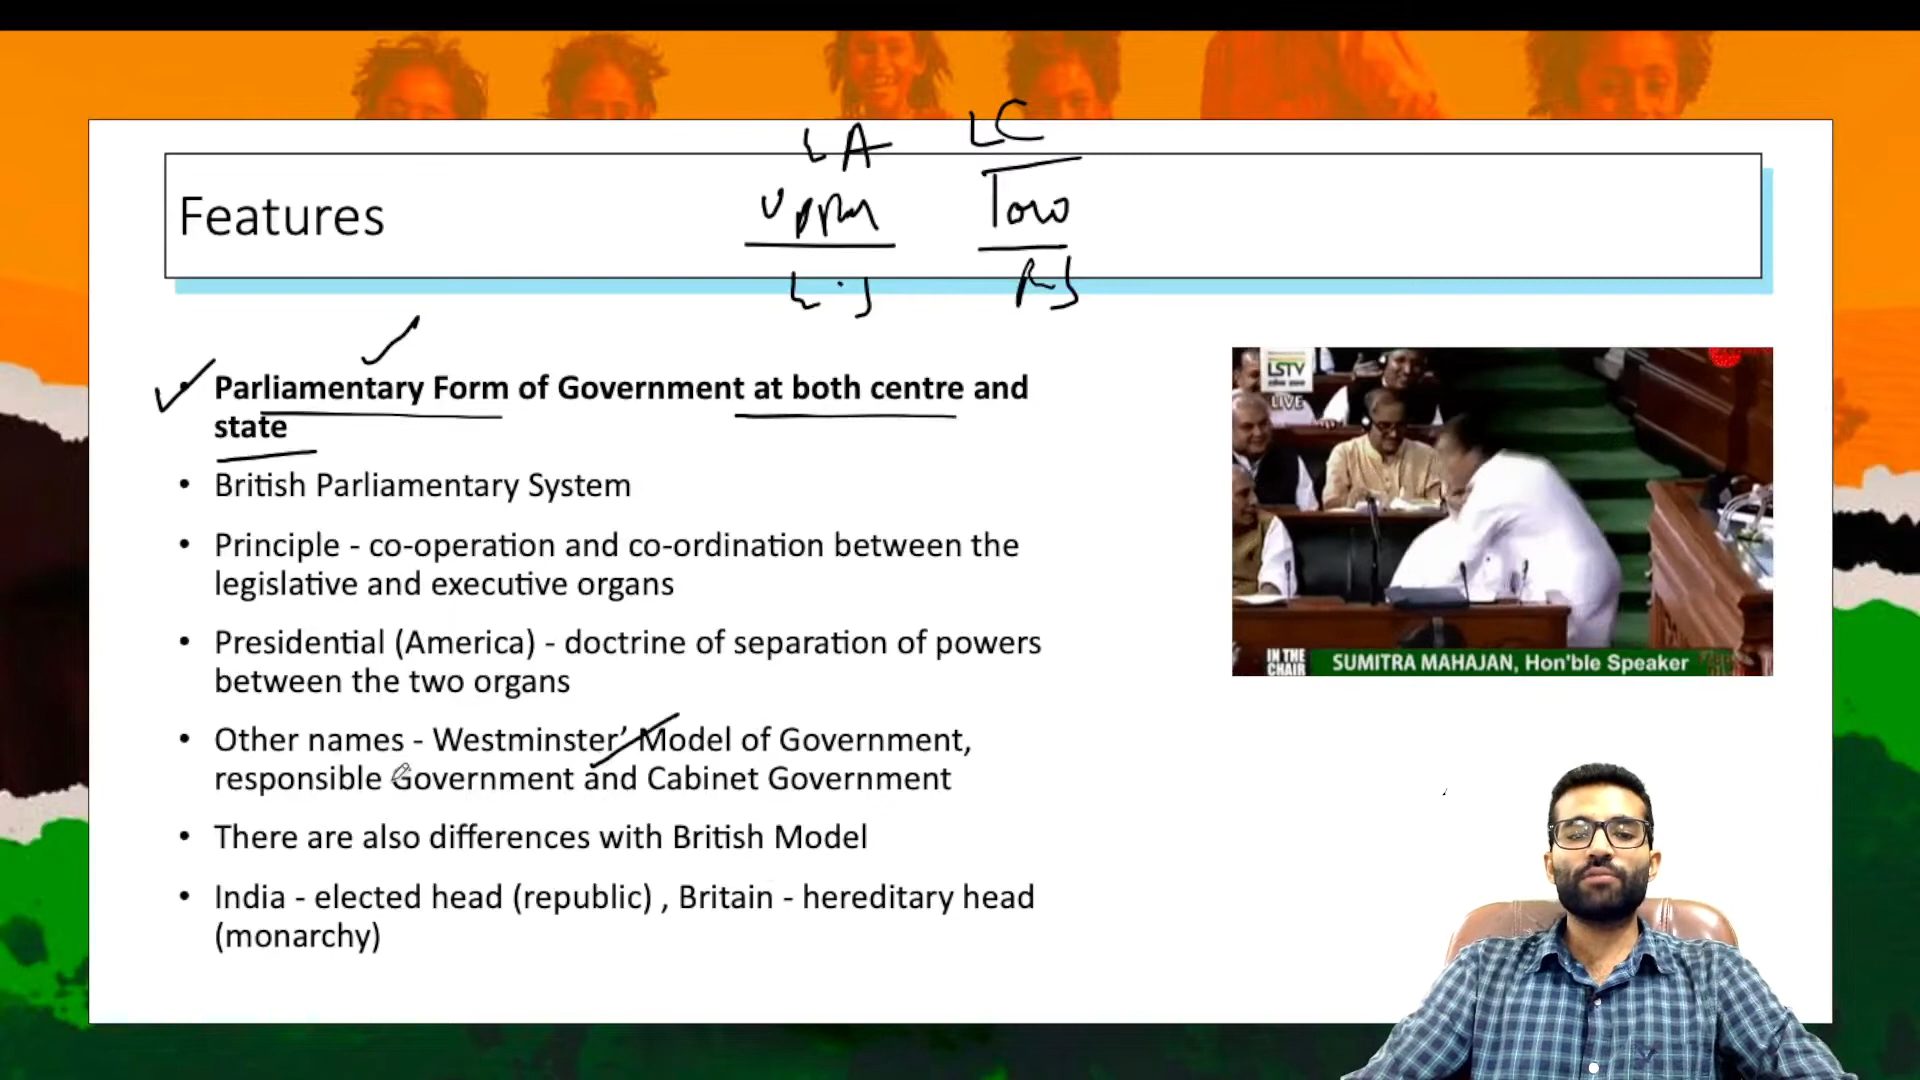 LA LC
Upper low
L.S RS
Features
• Parliamentary Form of Government at both centre and
state
• British Parliamentary System
• Principle - co-operation and co-ordination between the
legislative and executive organs
• Presidential (America) - doctrine of separation of powers
between the two organs
• Other names - Westminster’ Model of Government,
responsible Government and Cabinet Government
• There are also differences with British Model
• India - elected head (republic) , Britain - hereditary head
(monarchy)
LSTV
LIVE
IN THE
CHAIR
SUMITRA MAHAJAN, Hon'ble Speaker